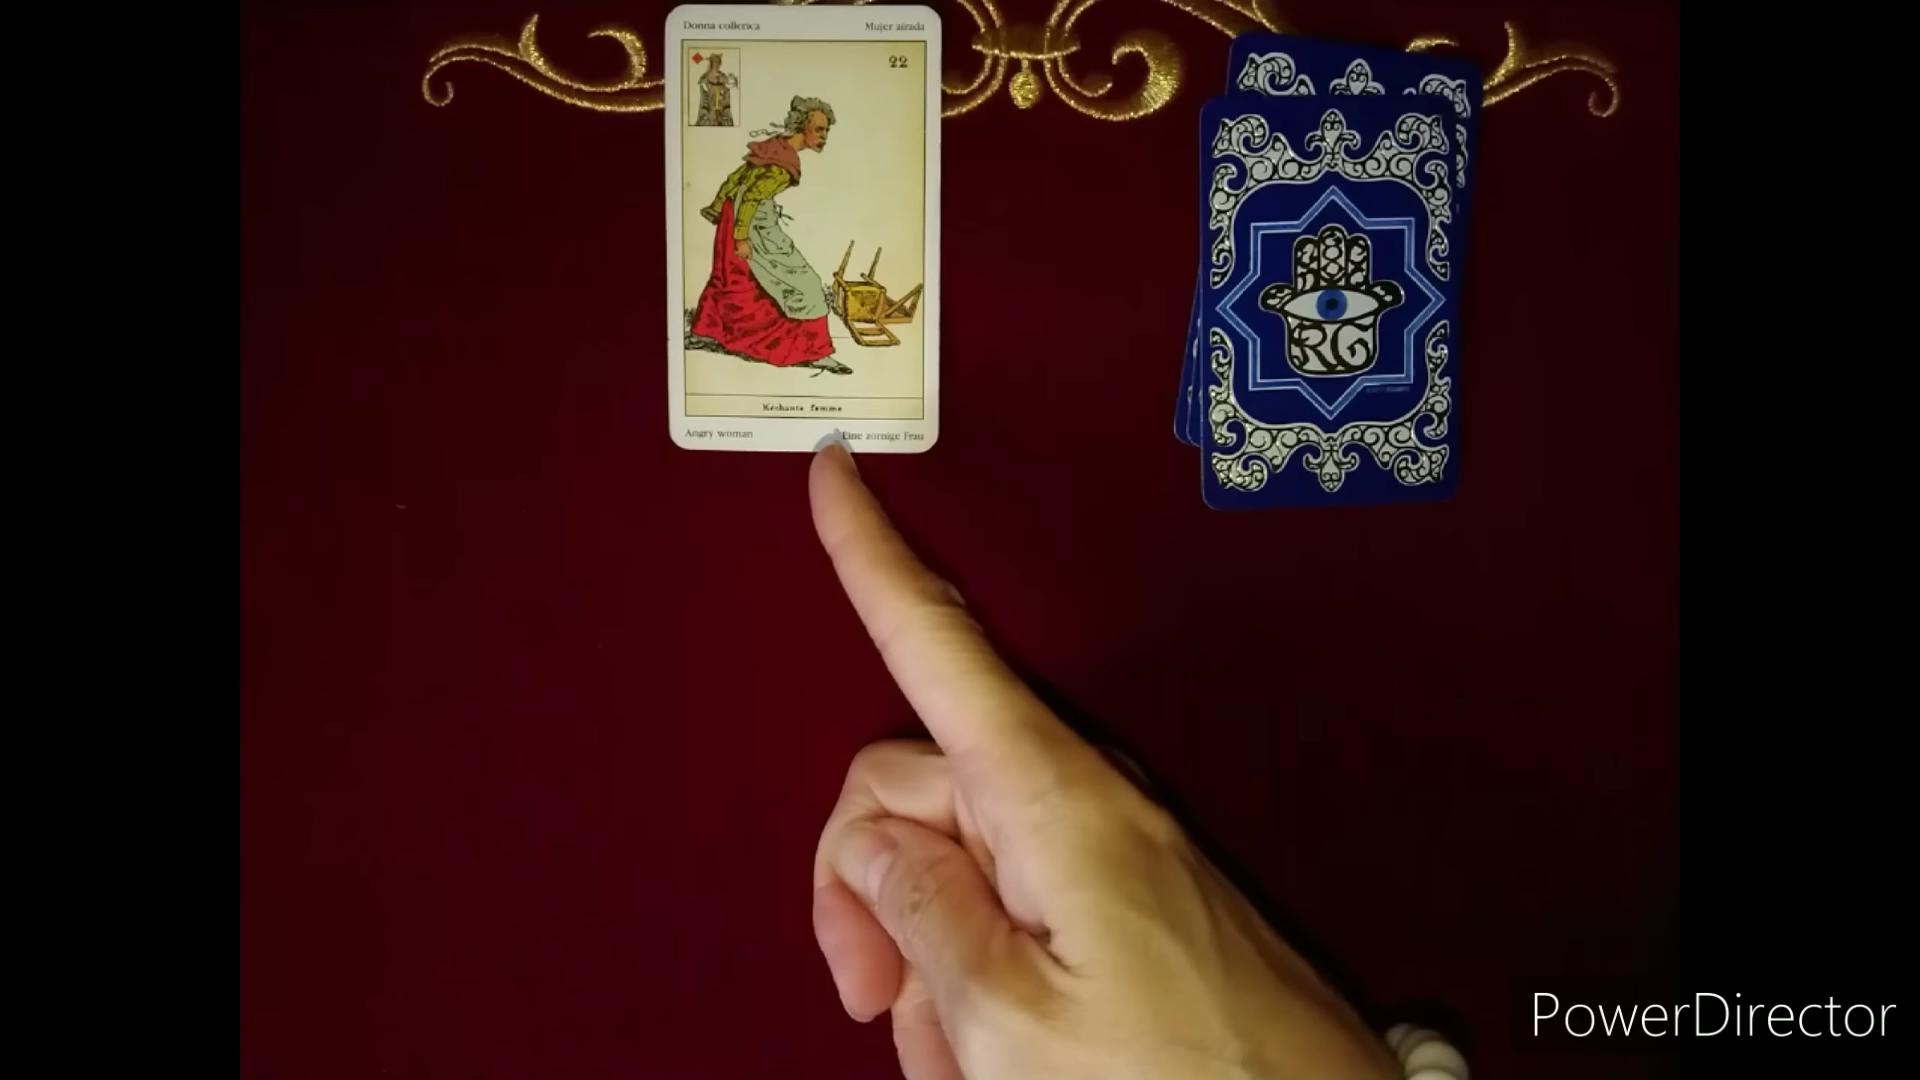 Donna collerica
Mujer airada
22
Méchante femme
Angry woman
Eine zornige Frau
RG
PowerDirector